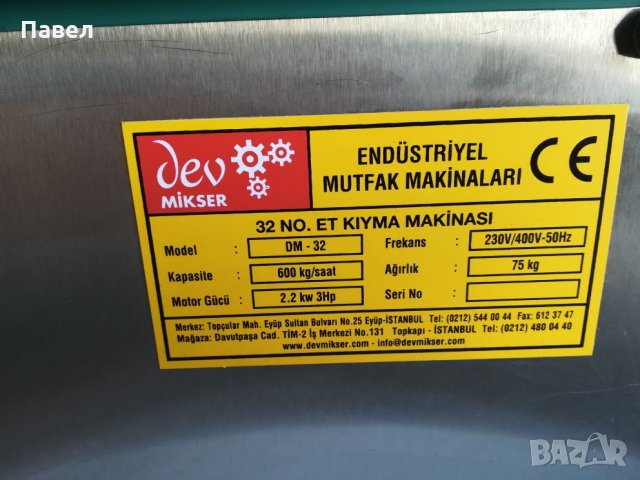 Павел
dev
MİKSER
ENDÜSTRİYEL
MUTFAK MAKİNALARI
CE
32 NO. ET KIYMA MAKİNASI
Model : DM - 32
Frekans : 230V/400V-50Hz
Kapasite : 600 kg/saat
Ağırlık : 75 kg
Motor Gücü : 2.2 kw 3Hp
Seri No :
Merkez: Topçular Mah. Eyüp Sultan Bulvarı No.25 Eyüp-İSTANBUL Tel: (0212) 544 00 44 Fax: 612 37 47
Mağaza: Davutpaşa Cad. TİM-2 İş Merkezi No.131 Topkapı - İSTANBUL Tel: (0212) 480 04 40
www.devmikser.com - info@devmikser.com
BAZAR